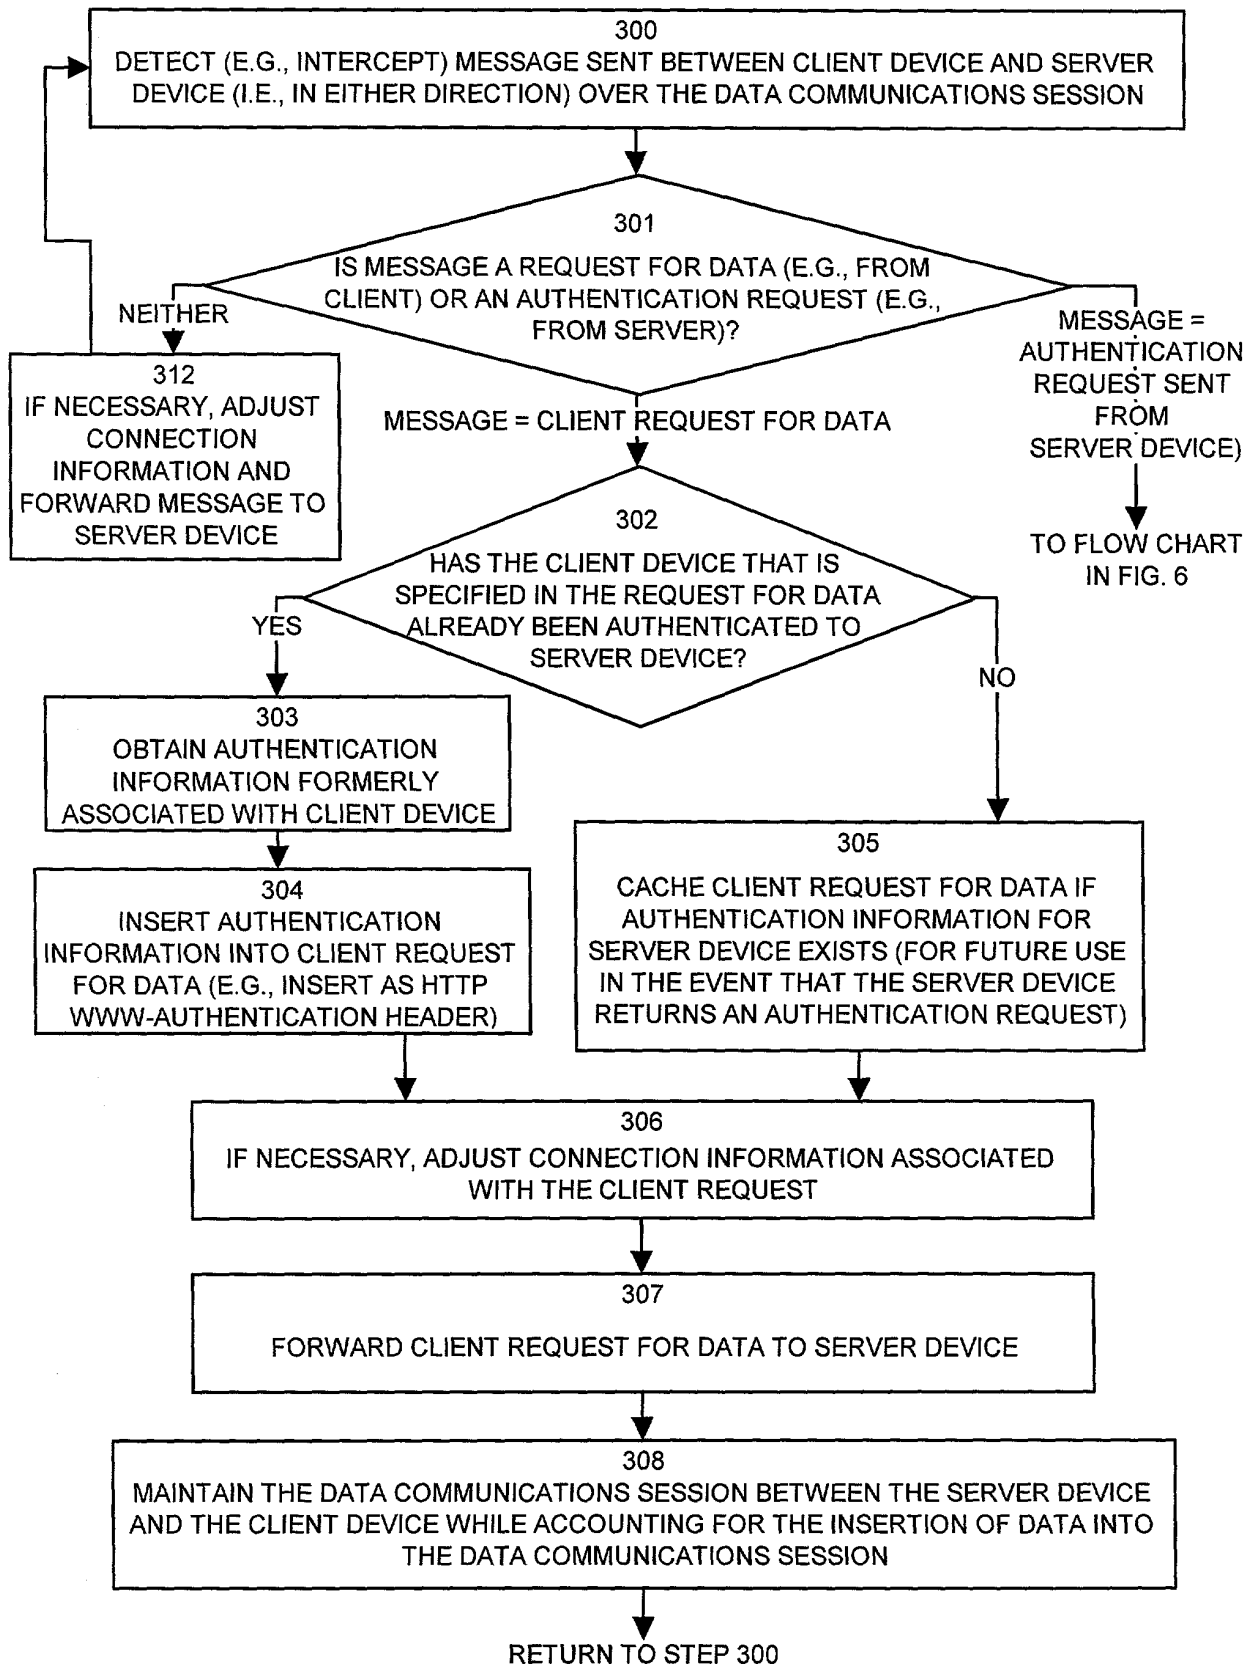 300
DETECT (E.G., INTERCEPT) MESSAGE SENT BETWEEN CLIENT DEVICE AND SERVER
DEVICE (I.E., IN EITHER DIRECTION) OVER THE DATA COMMUNICATIONS SESSION
301
IS MESSAGE A REQUEST FOR DATA (E.G., FROM
CLIENT) OR AN AUTHENTICATION REQUEST (E.G.,
FROM SERVER)?
NEITHER
312
IF NECESSARY, ADJUST
CONNECTION
INFORMATION AND
FORWARD MESSAGE TO
SERVER DEVICE
MESSAGE = CLIENT REQUEST FOR DATA
MESSAGE =
AUTHENTICATION
REQUEST SENT
FROM
SERVER DEVICE)
TO FLOW CHART
IN FIG. 6
302
HAS THE CLIENT DEVICE THAT IS
SPECIFIED IN THE REQUEST FOR DATA
ALREADY BEEN AUTHENTICATED TO
SERVER DEVICE?
YES
NO
303
OBTAIN AUTHENTICATION
INFORMATION FORMERLY
ASSOCIATED WITH CLIENT DEVICE
304
INSERT AUTHENTICATION
INFORMATION INTO CLIENT REQUEST
FOR DATA (E.G., INSERT AS HTTP
WWW-AUTHENTICATION HEADER)
305
CACHE CLIENT REQUEST FOR DATA IF
AUTHENTICATION INFORMATION FOR
SERVER DEVICE EXISTS (FOR FUTURE USE
IN THE EVENT THAT THE SERVER DEVICE
RETURNS AN AUTHENTICATION REQUEST)
306
IF NECESSARY, ADJUST CONNECTION INFORMATION ASSOCIATED
WITH THE CLIENT REQUEST
307
FORWARD CLIENT REQUEST FOR DATA TO SERVER DEVICE
308
MAINTAIN THE DATA COMMUNICATIONS SESSION BETWEEN THE SERVER DEVICE
AND THE CLIENT DEVICE WHILE ACCOUNTING FOR THE INSERTION OF DATA INTO
THE DATA COMMUNICATIONS SESSION
RETURN TO STEP 300